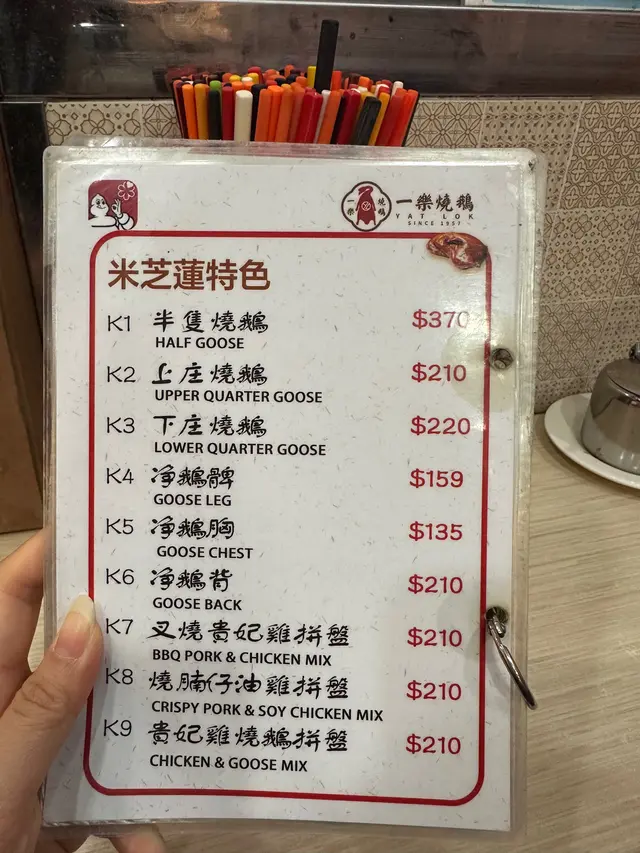 一樂燒鵝
YAT LOK
SINCE 1957
米芝蓮特色
K1 半隻燒鵝 $370
HALF GOOSE
K2 上庄燒鵝 $210
UPPER QUARTER GOOSE
K3 下庄燒鵝 $220
LOWER QUARTER GOOSE
K4 净鵝髀 $159
GOOSE LEG
K5 净鵝胸 $135
GOOSE CHEST
K6 净鵝背 $210
GOOSE BACK
K7 叉燒貴妃雞拼盤 $210
BBQ PORK & CHICKEN MIX
K8 燒腩仔油雞拼盤 $210
CRISPY PORK & SOY CHICKEN MIX
K9 貴妃雞燒鵝拼盤 $210
CHICKEN & GOOSE MIX